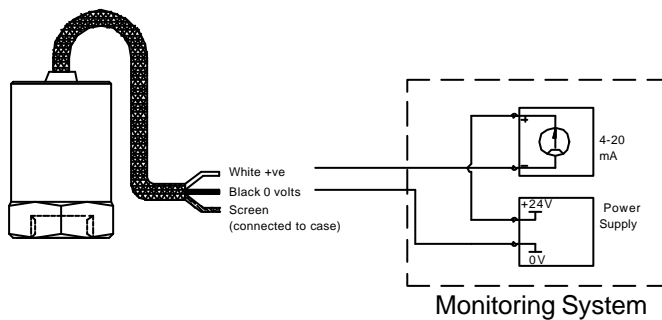 White +ve
Black 0 volts
Screen
(connected to case)
+
-
4-20
mA
+24V
0V
Power
Supply
Monitoring System